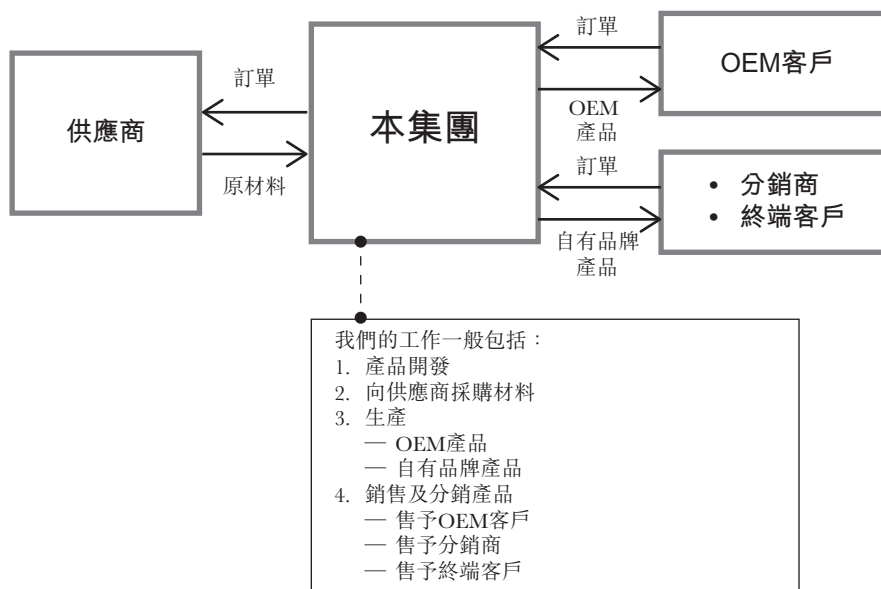 供應商
訂單
原材料
本集團
訂單
OEM
產品
訂單
自有品牌
產品
OEM客戶
• 分銷商
• 終端客戶
我們的工作一般包括：
1. 產品開發
2. 向供應商採購材料
3. 生產
— OEM產品
— 自有品牌產品
4. 銷售及分銷產品
— 售予OEM客戶
— 售予分銷商
— 售予終端客戶